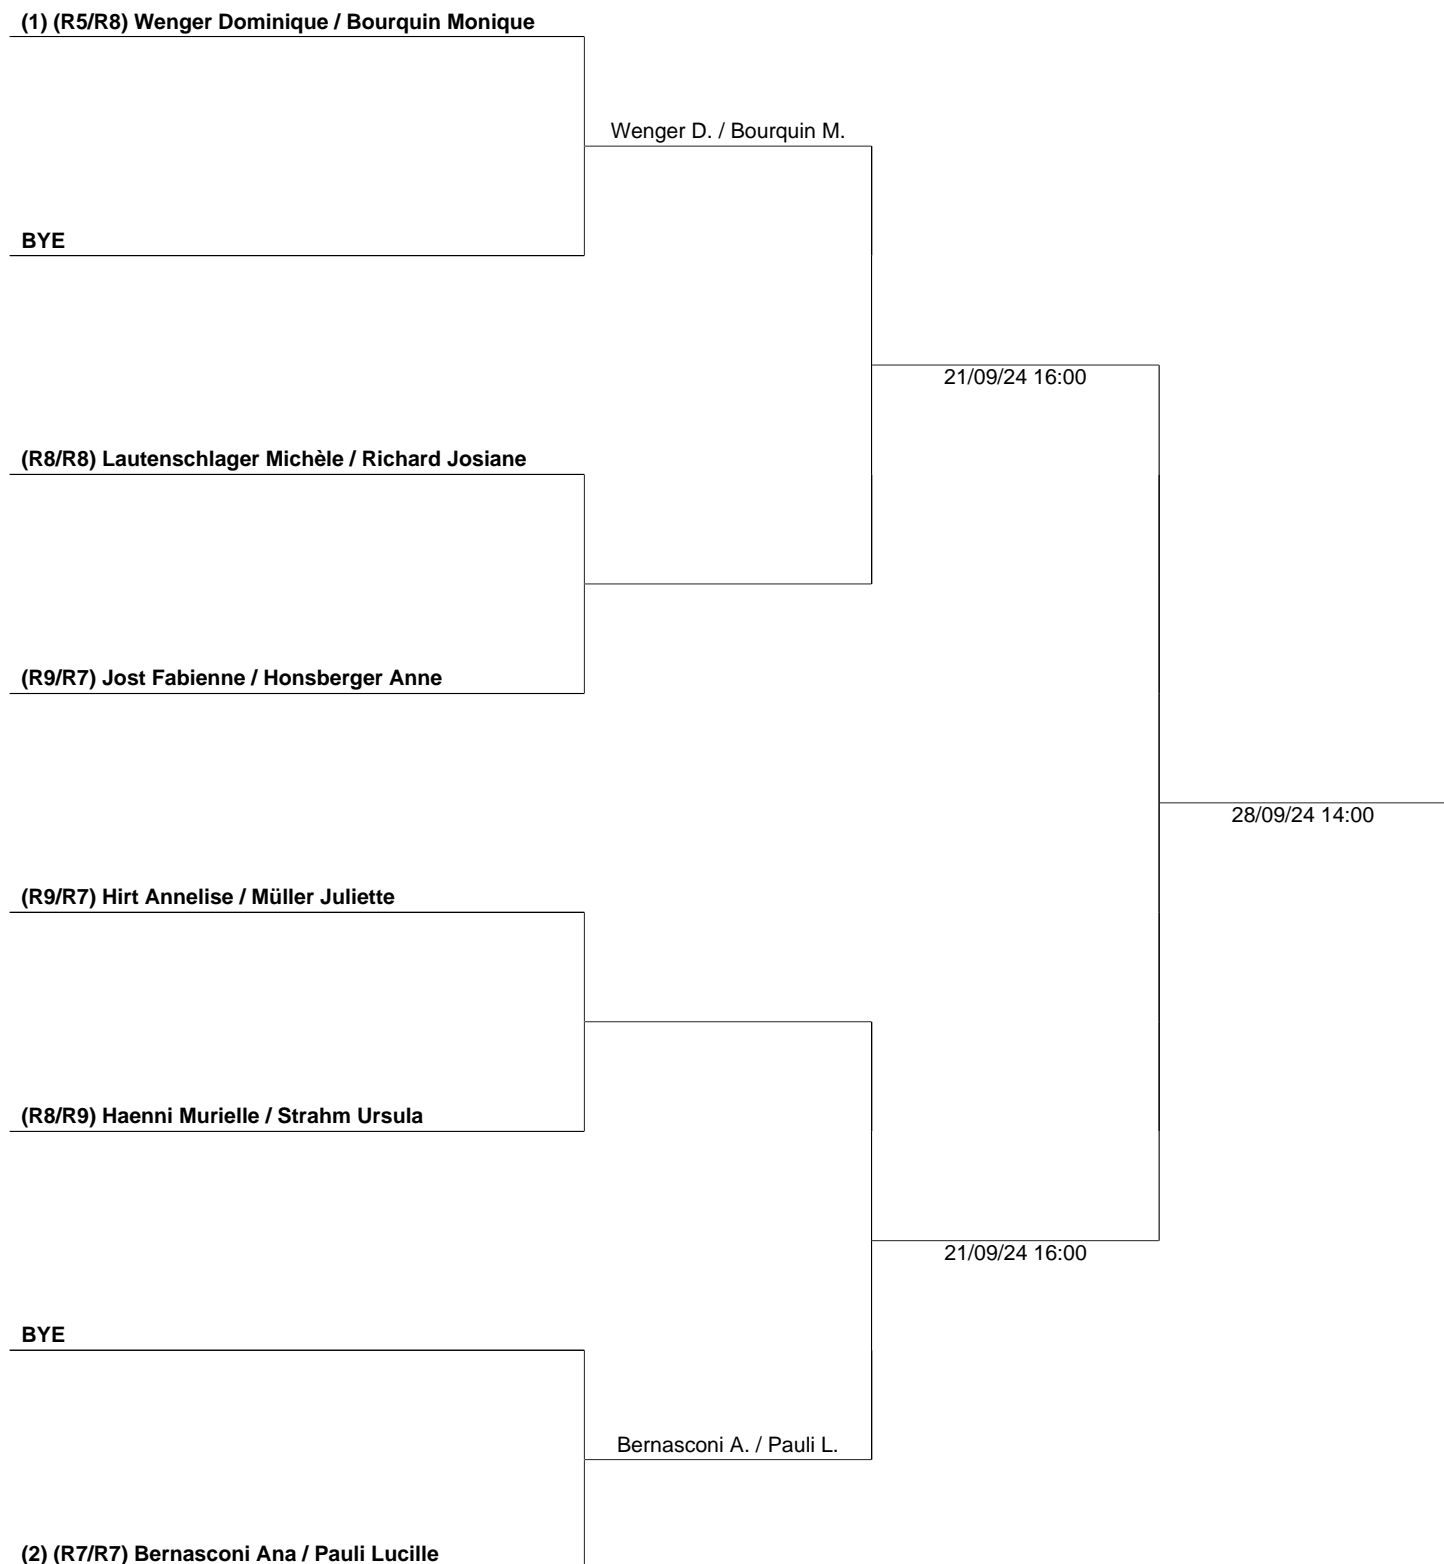 (1) (R5/R8) Wenger Dominique / Bourquin Monique
Wenger D. / Bourquin M.
BYE
21/09/24 16:00
(R8/R8) Lautenschlager Michèle / Richard Josiane
(R9/R7) Jost Fabienne / Honsberger Anne
28/09/24 14:00
(R9/R7) Hirt Annelise / Müller Juliette
(R8/R9) Haenni Murielle / Strahm Ursula
21/09/24 16:00
BYE
Bernasconi A. / Pauli L.
(2) (R7/R7) Bernasconi Ana / Pauli Lucille